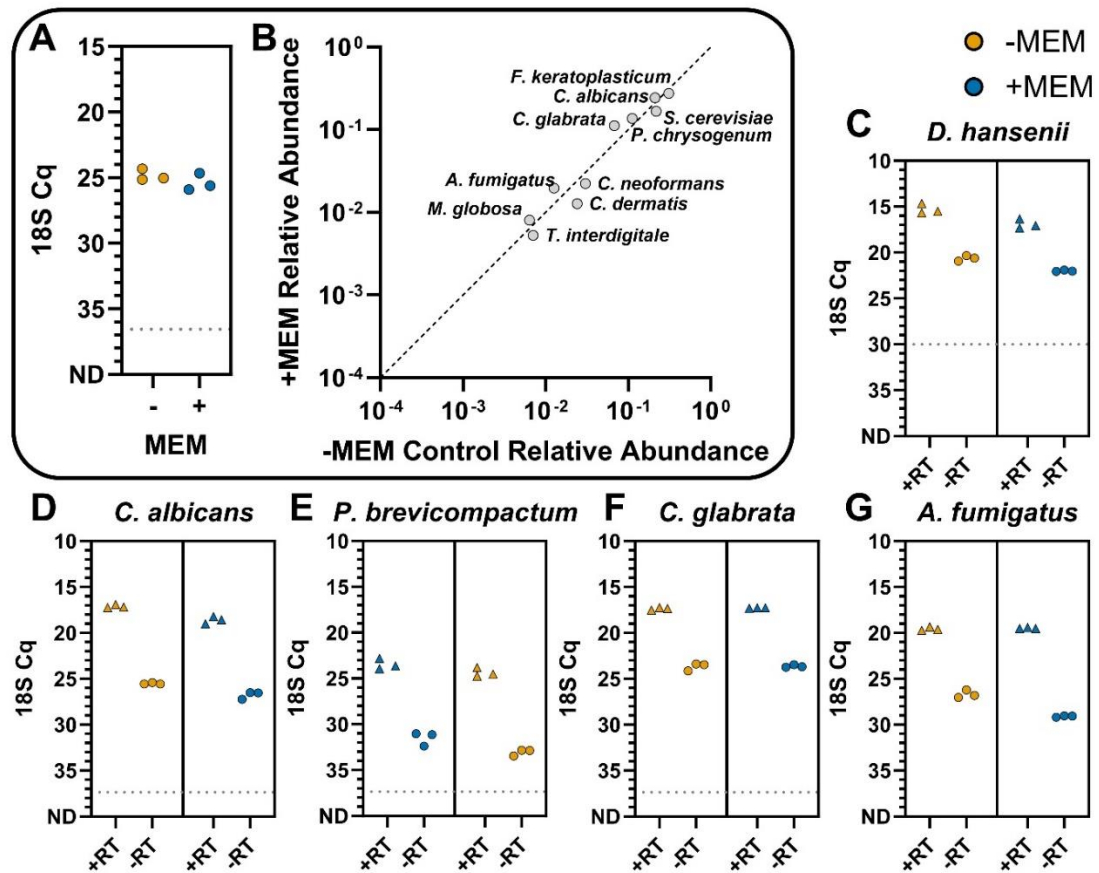 A
15
20
25
30
35
ND
18S Cq
- +
MEM
B
10⁰
10⁻¹
10⁻²
10⁻³
10⁻⁴
+MEM Relative Abundance
F. keratoplasticum
C. albicans
C. glabrata
S. cerevisiae
P. chrysogenum
A. fumigatus
C. neoformans
M. globosa
C. dermatis
T. interdigitale
10⁻⁴ 10⁻³ 10⁻² 10⁻¹ 10⁰
-MEM Control Relative Abundance
-MEM
+MEM
C D. hansenii
10
15
20
25
30
35
ND
18S Cq
+RT -RT +RT -RT
D C. albicans
10
15
20
25
30
35
ND
18S Cq
+RT -RT +RT -RT
E P. brevicompactum
10
15
20
25
30
35
ND
18S Cq
+RT -RT +RT -RT
F C. glabrata
10
15
20
25
30
35
ND
18S Cq
+RT -RT +RT -RT
G A. fumigatus
10
15
20
25
30
35
ND
18S Cq
+RT -RT +RT -RT